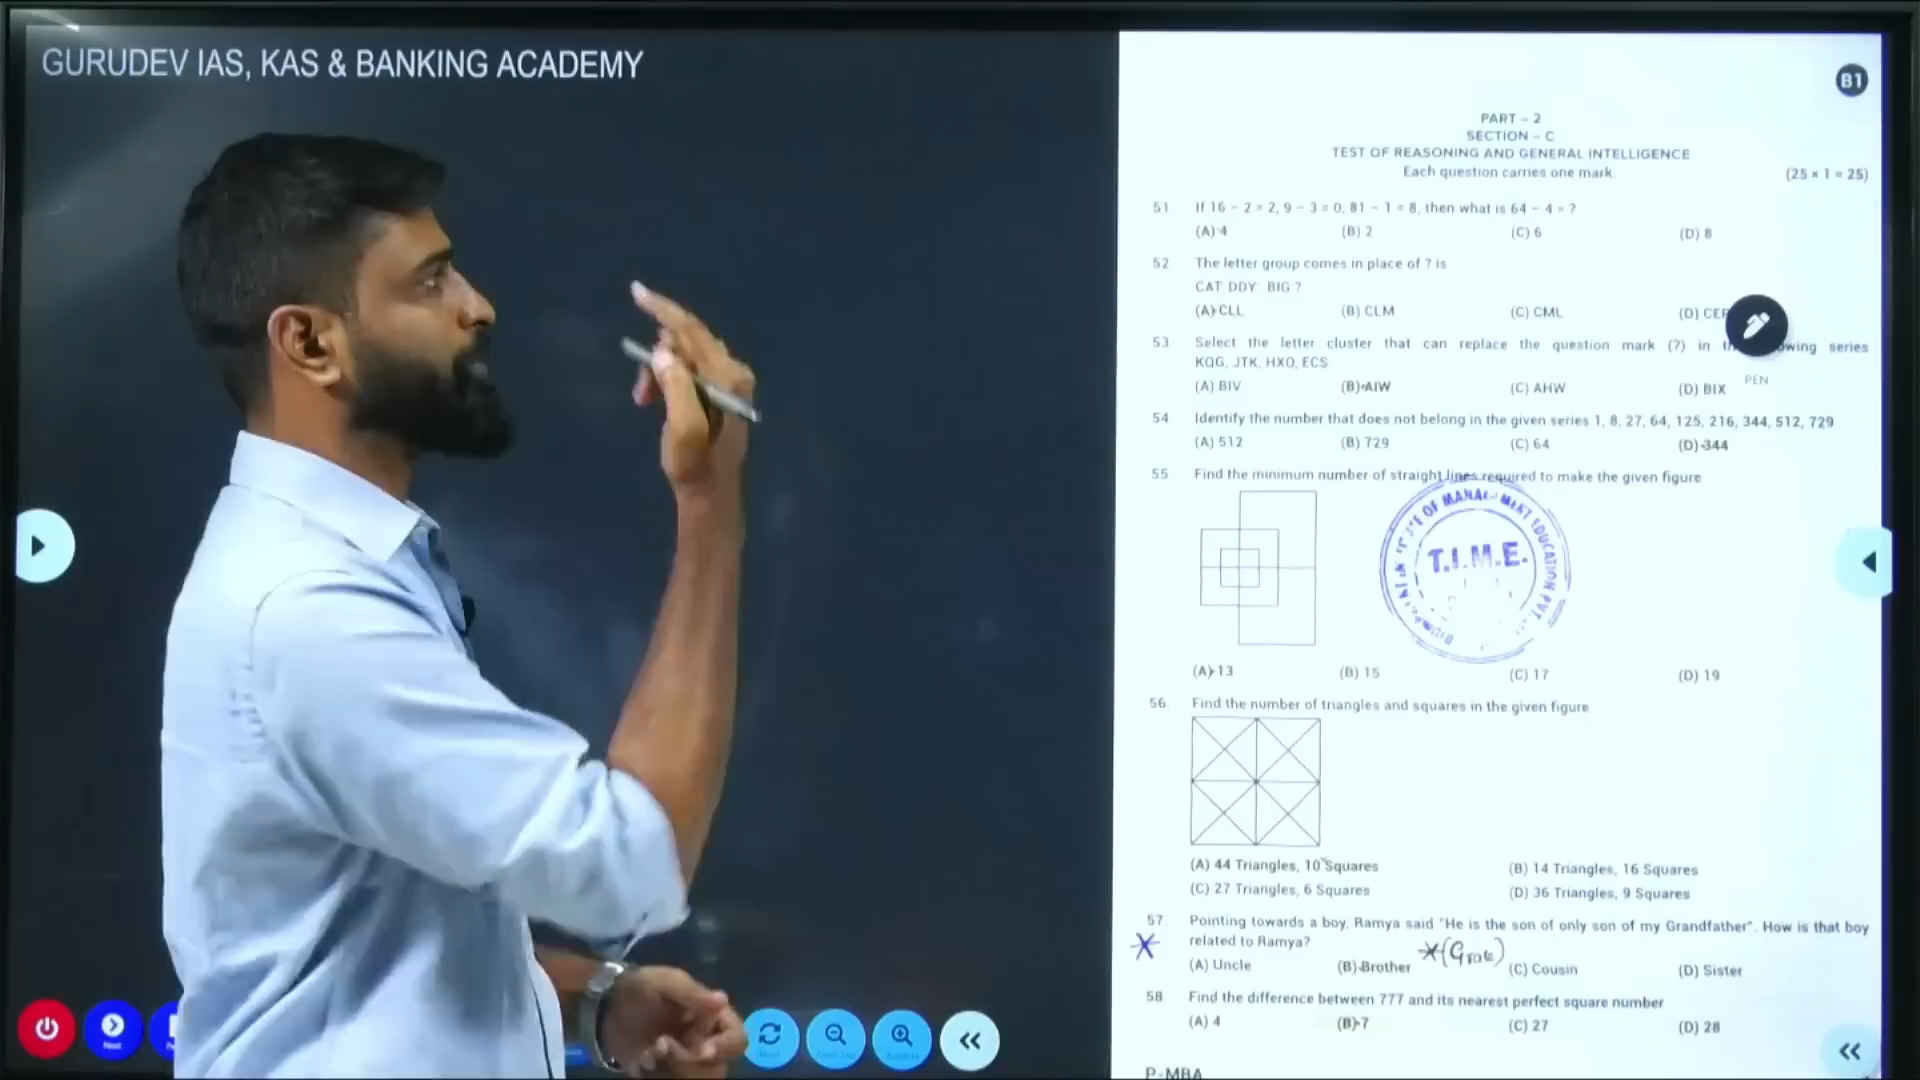 GURUDEV IAS, KAS & BANKING ACADEMY
B1
PART – 2
SECTION – C
TEST OF REASONING AND GENERAL INTELLIGENCE
Each question carries one mark.
(25 × 1 = 25)
51 If 16 – 2 = 2, 9 – 3 = 0, 81 – 1 = 8, then what is 64 – 4 = ?
(A) 4 (B) 2 (C) 6 (D) 8
52 The letter group comes in place of ? is
CAT DDY BIG ?
(A) CLL (B) CLM (C) CML (D) CEP
53 Select the letter cluster that can replace the question mark (?) in owing series
KQG, JTK, HXO, ECS
(A) BIV (B) AIW (C) AHW (D) BIX
PEN
54 Identify the number that does not belong in the given series 1, 8, 27, 64, 125, 216, 344, 512, 729
(A) 512 (B) 729 (C) 64 (D) 344
55. Find the minimum number of straight lines required to make the given figure
T.I.M.E.
(A) 13 (B) 15 (C) 17 (D) 19
56. Find the number of triangles and squares in the given figure
(A) 44 Triangles, 10 Squares (B) 14 Triangles, 16 Squares
(C) 27 Triangles, 6 Squares (D) 36 Triangles, 9 Squares
57 Pointing towards a boy, Ramya said "He is the son of only son of my Grandfather". How is that boy
related to Ramya?
(A) Uncle (B) Brother (C) Cousin (D) Sister
58 Find the difference between 777 and its nearest perfect square number
(A) 4 (B) 7 (C) 27 (D) 28
Next
P-MBA